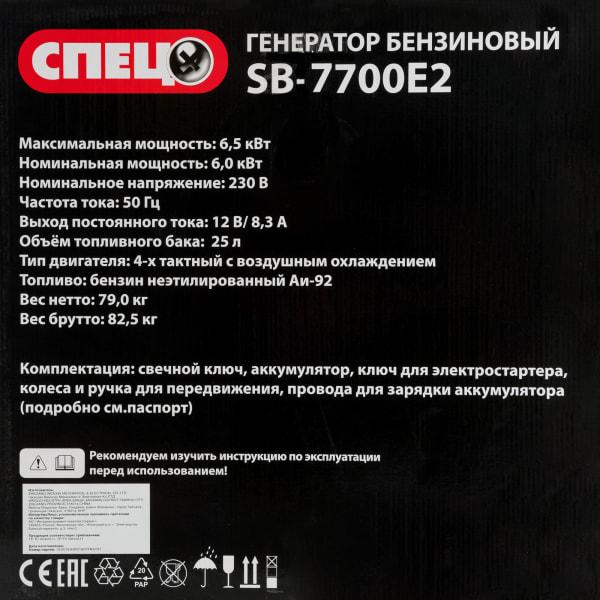 СПЕЦ
ГЕНЕРАТОР БЕНЗИНОВЫЙ
SB-7700E2
Максимальная мощность: 6,5 кВт
Номинальная мощность: 6,0 кВт
Номинальное напряжение: 230 В
Частота тока: 50 Гц
Выход постоянного тока: 12 В/ 8,3 А
Объём топливного бака: 25 л
Тип двигателя: 4-х тактный с воздушным охлаждением
Топливо: бензин неэтилированный Аи-92
Вес нетто: 79,0 кг
Вес брутто: 82,5 кг
Комплектация: свечной ключ, аккумулятор, ключ для электростартера,
колеса и ручка для передвижения, провода для зарядки аккумулятора
(подробно см.паспорт)
Рекомендуем изучить инструкцию по эксплуатации
перед использованием!
CE EAC 20
PAP